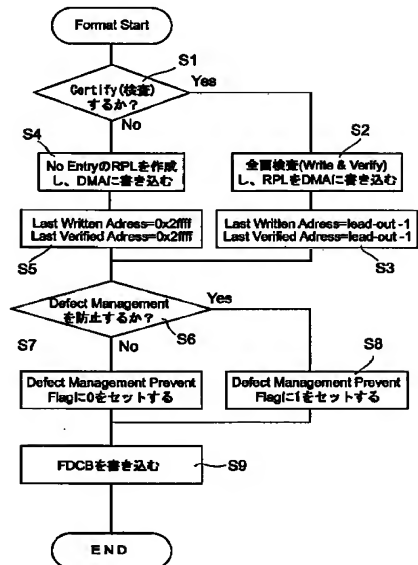 Format Start
S1
Certify(検査)
するか?
Yes
No
S4
S2
No EntryのRPLを作成
し、DMAに書き込む
全面検査(Write & Verify)
し、RPLをDMAに書き込む
Last Written Adress=0x2ffff
Last Verified Adress=0x2ffff
Last Written Adress=lead-out -1
Last Verified Adress=lead-out -1
S5
S3
Defect Management
を防止するか?
Yes
S6
S7
No
S8
Defect Management Prevent
Flagに0をセットする
Defect Management Prevent
Flagに1をセットする
FDCBを書き込む
S9
END